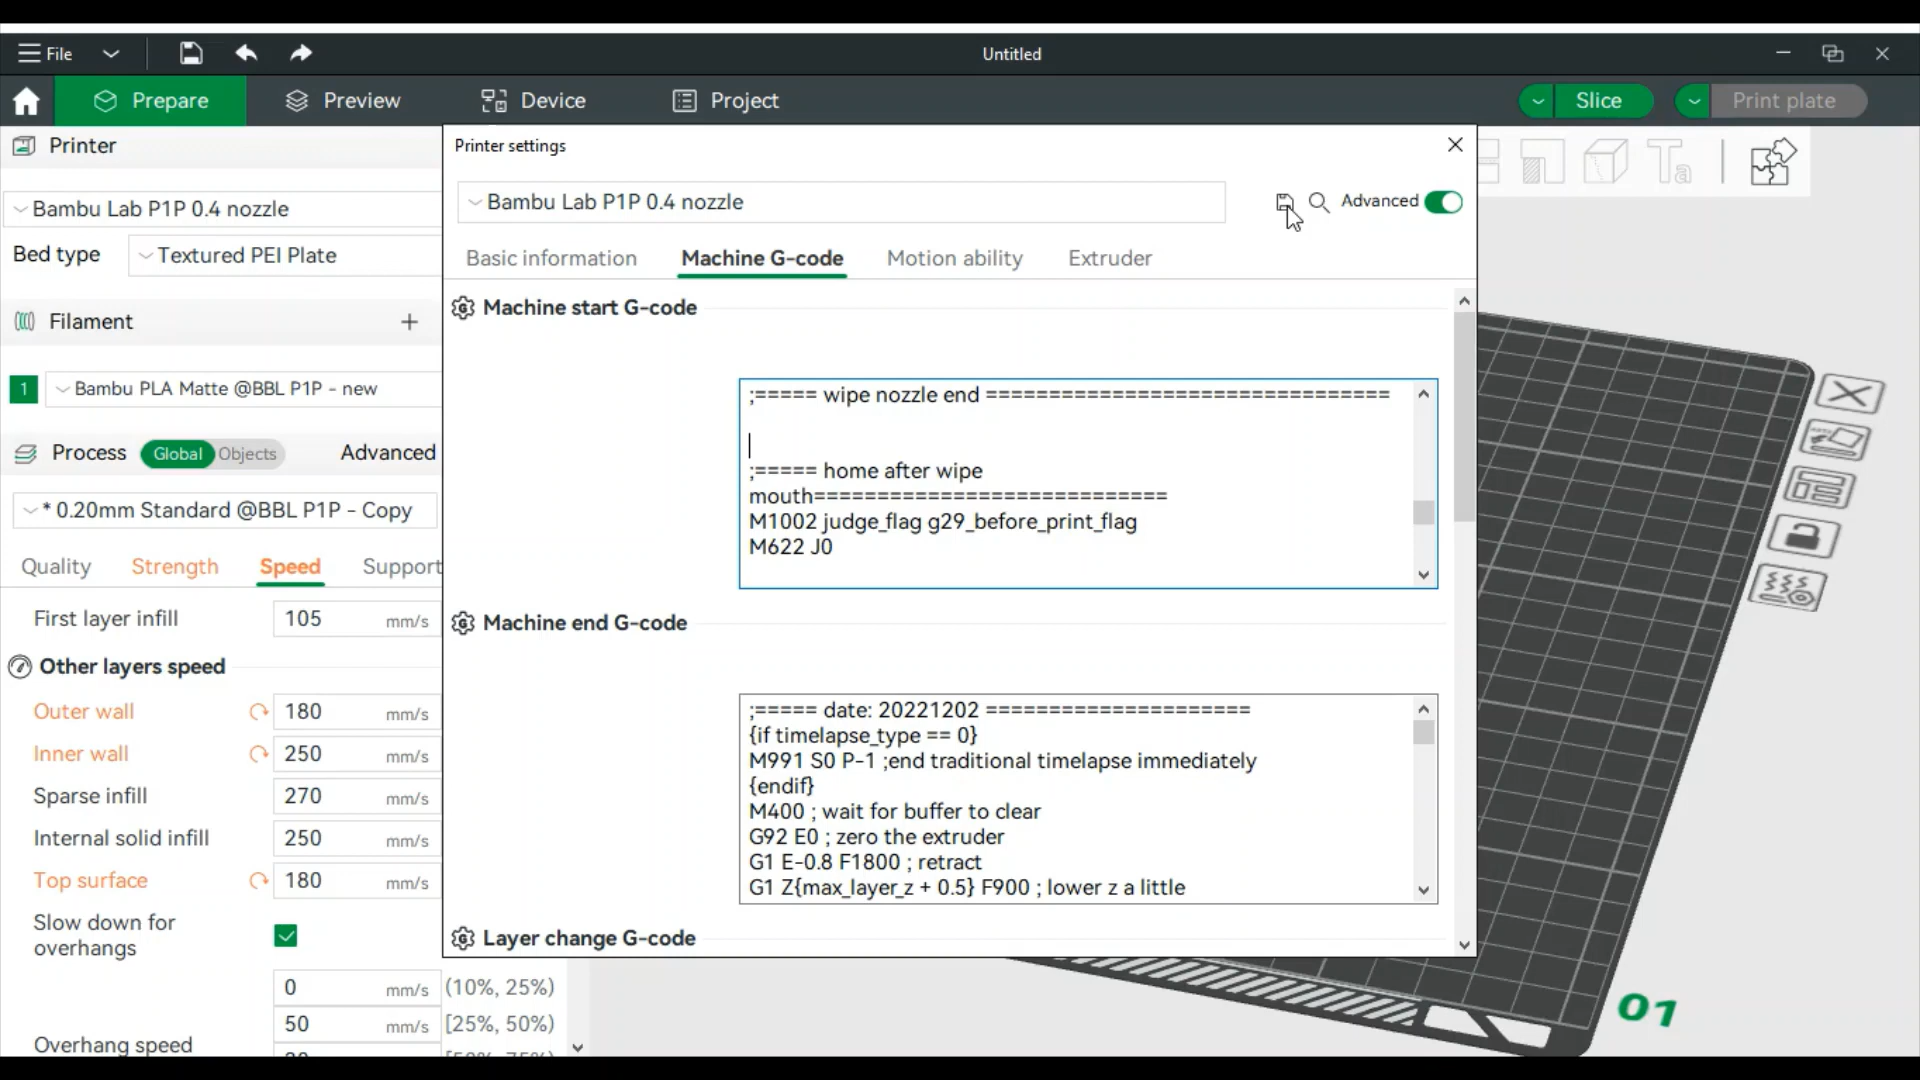 File
Untitled
Prepare
Preview
Device
Project
Slice
Print plate
Printer
Bambu Lab P1P 0.4 nozzle
Bed type
Textured PEI Plate
Filament
1
Bambu PLA Matte @BBL P1P - new
Process
Global
Objects
Advanced
* 0.20mm Standard @BBL P1P - Copy
Quality
Strength
Speed
Support
First layer infill
105 mm/s
Other layers speed
Outer wall
180 mm/s
Inner wall
250 mm/s
Sparse infill
270 mm/s
Internal solid infill
250 mm/s
Top surface
180 mm/s
Slow down for
overhangs
0 mm/s (10%, 25%)
50 mm/s [25%, 50%)
Overhang speed
Printer settings
Bambu Lab P1P 0.4 nozzle
Advanced
Basic information
Machine G-code
Motion ability
Extruder
Machine start G-code
;===== wipe nozzle end ================================
;===== home after wipe
mouth============================
M1002 judge_flag g29_before_print_flag
M622 J0
Machine end G-code
;===== date: 20221202 =====================
{if timelapse_type == 0}
M991 S0 P-1 ;end traditional timelapse immediately
{endif}
M400 ; wait for buffer to clear
G92 E0 ; zero the extruder
G1 E-0.8 F1800 ; retract
G1 Z{max_layer_z + 0.5} F900 ; lower z a little
Layer change G-code
Ta
01